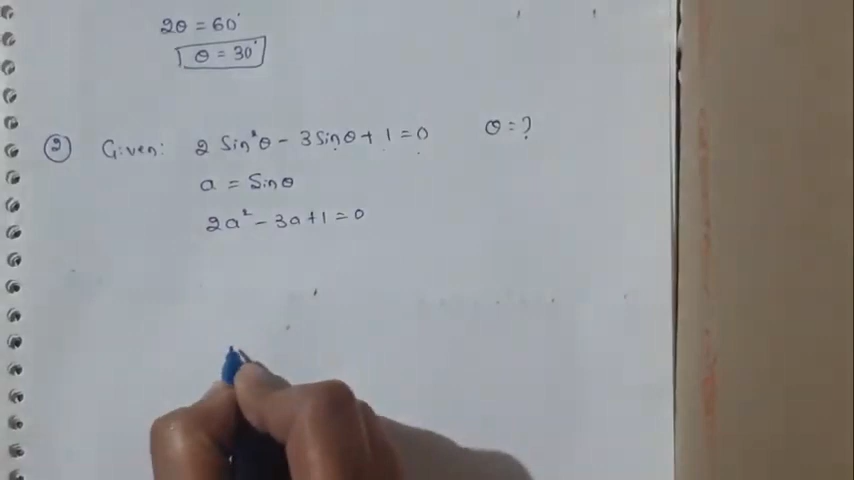 2θ = 60°
θ = 30°
② Given: 2 Sin²θ - 3 Sinθ + 1 = 0 θ = ?
a = Sinθ
2a² - 3a + 1 = 0